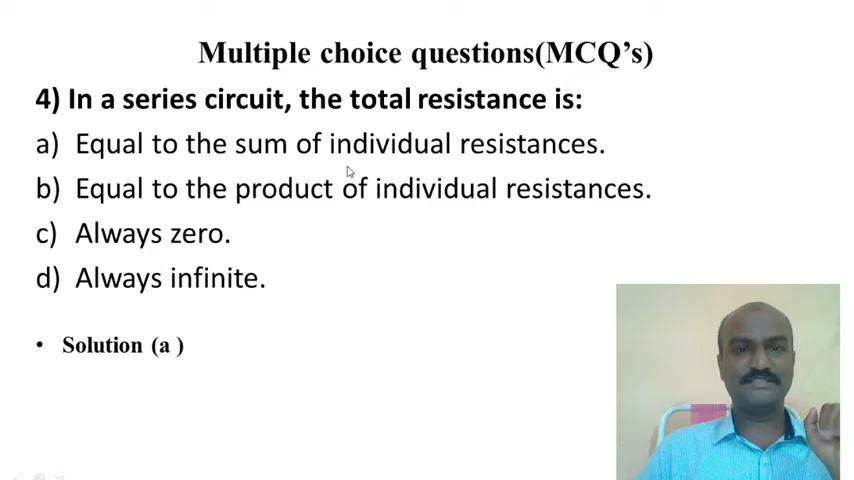 Multiple choice questions(MCQ’s)
4) In a series circuit, the total resistance is:
a) Equal to the sum of individual resistances.
b) Equal to the product of individual resistances.
c) Always zero.
d) Always infinite.
• Solution (a )